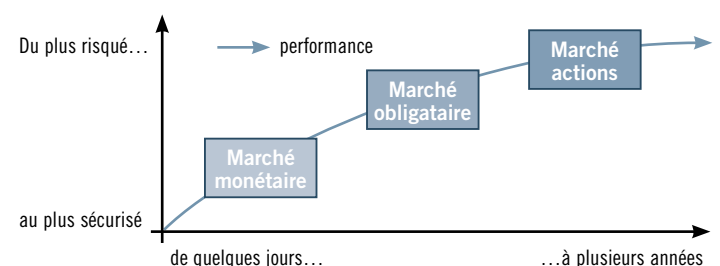 Du plus risqué…
performance
Marché
actions
Marché
obligataire
Marché
monétaire
au plus sécurisé
de quelques jours…
…à plusieurs années